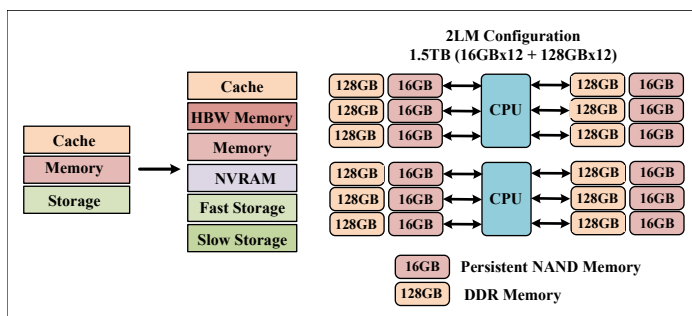 2LM Configuration
1.5TB (16GBx12 + 128GBx12)
Cache
Memory
Storage
Cache
HBW Memory
Memory
NVRAM
Fast Storage
Slow Storage
128GB 16GB CPU 128GB 16GB
128GB 16GB 128GB 16GB
128GB 16GB 128GB 16GB
128GB 16GB CPU 128GB 16GB
128GB 16GB 128GB 16GB
128GB 16GB 128GB 16GB
16GB Persistent NAND Memory
128GB DDR Memory